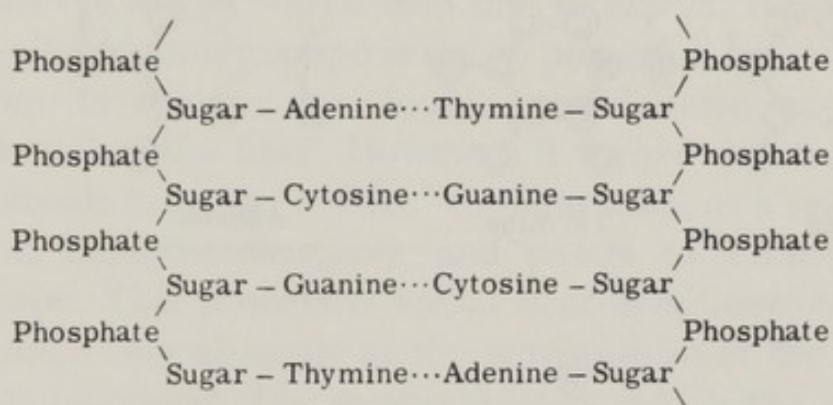 Phosphate Phosphate
Sugar – Adenine···Thymine – Sugar
Phosphate Phosphate
Sugar – Cytosine···Guanine – Sugar
Phosphate Phosphate
Sugar – Guanine···Cytosine – Sugar
Phosphate Phosphate
Sugar – Thymine···Adenine – Sugar